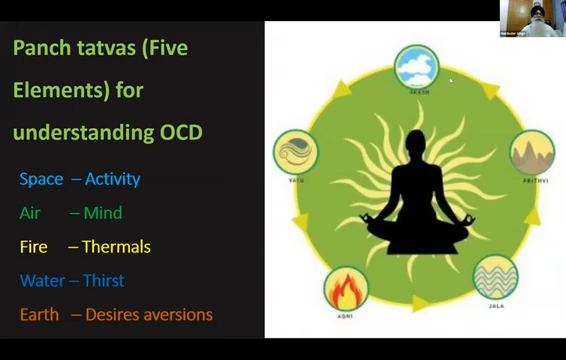 Panch tatvas (Five
Elements) for
understanding OCD
Space – Activity
Air – Mind
Fire – Thermals
Water – Thirst
Earth – Desires aversions
AKASH
VAYU
PRITHVI
AGNI
JALA